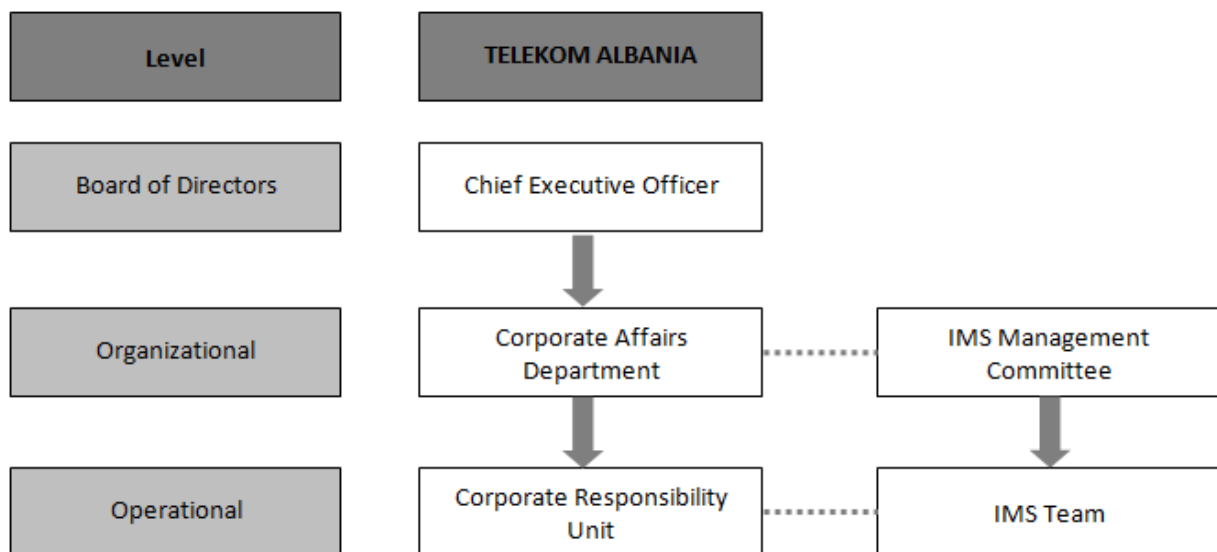 Level
TELEKOM ALBANIA
Board of Directors
Chief Executive Officer
Organizational
Corporate Affairs
Department
IMS Management
Committee
Operational
Corporate Responsibility
Unit
IMS Team